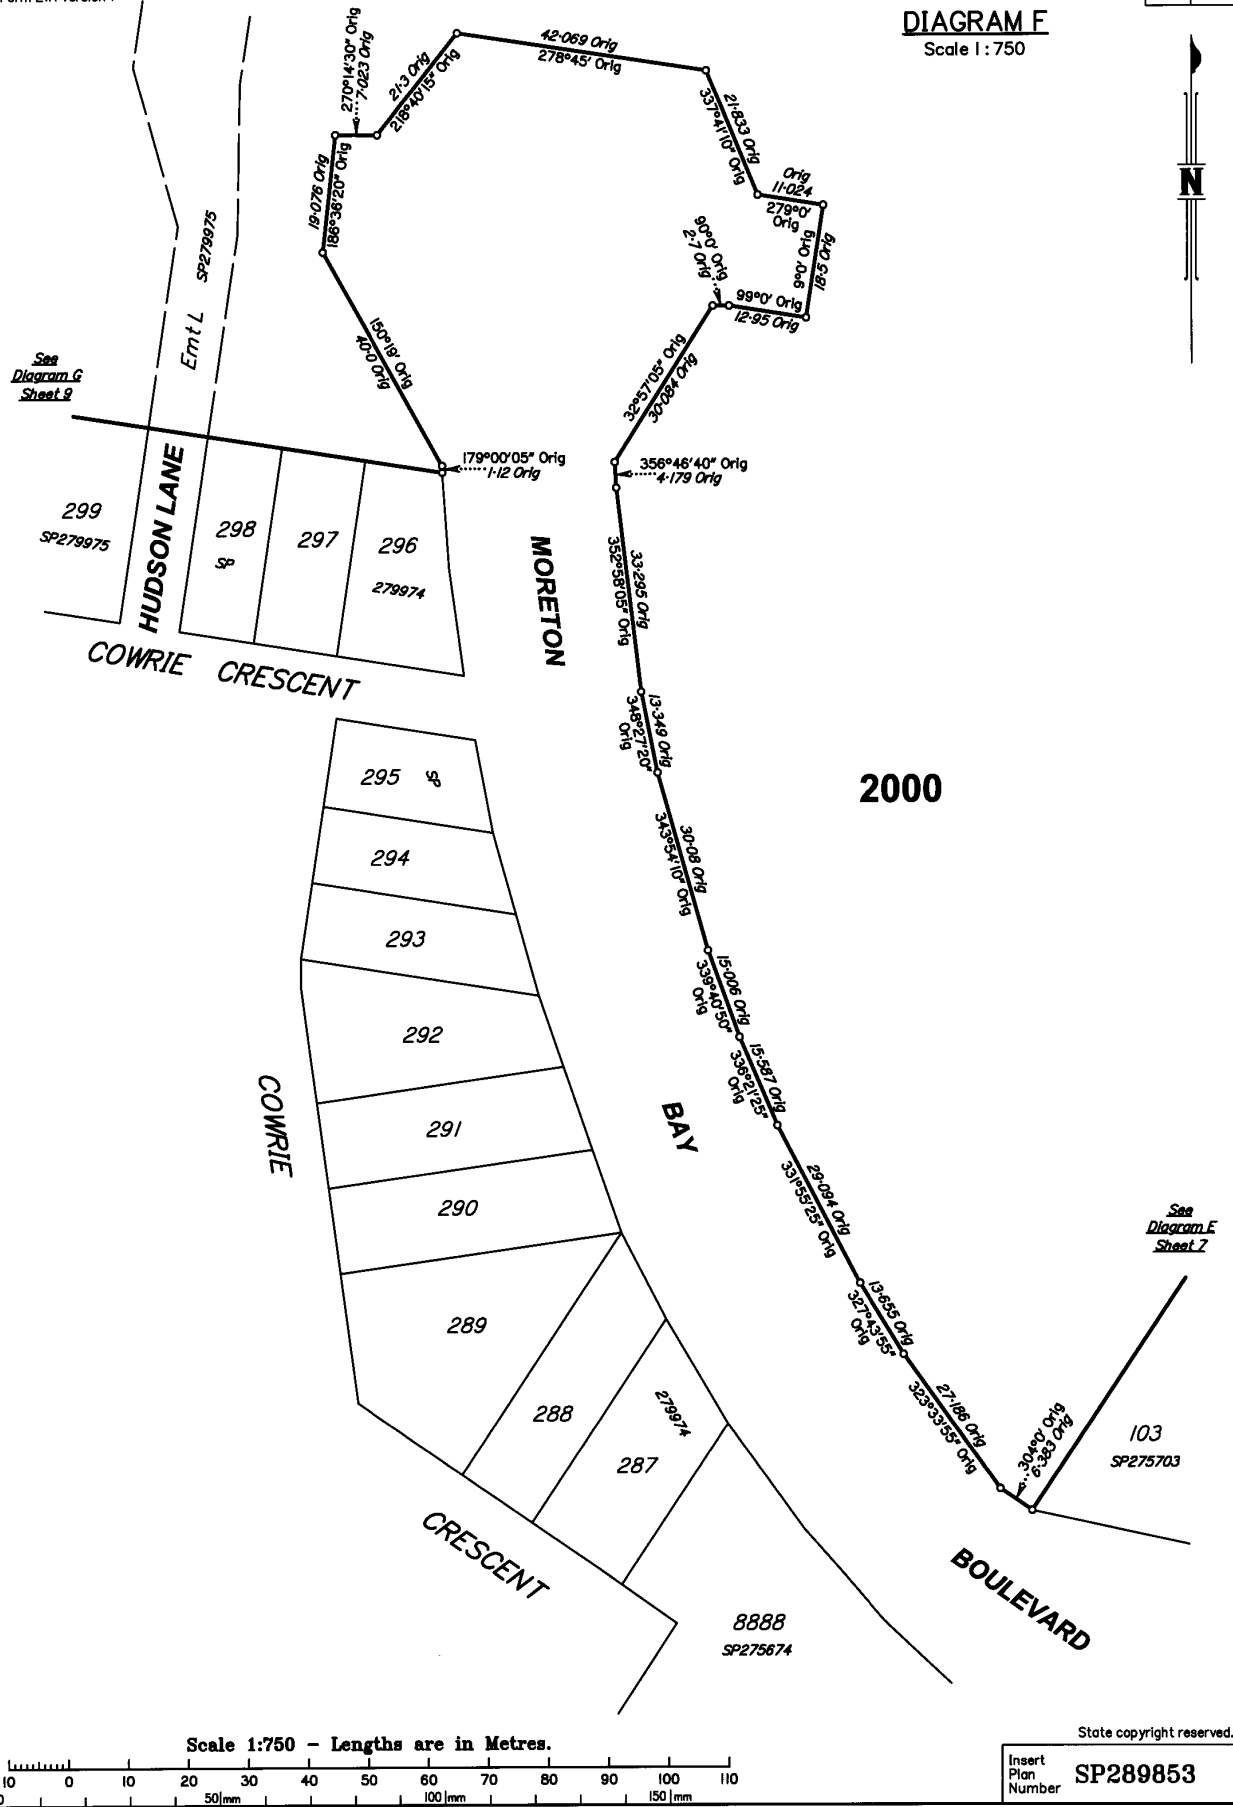 DIAGRAM F
Scale 1:750
N
270°14'30" Orig
7·023 Orig
21·3 Orig
218°40'15" Orig
42·069 Orig
278°45' Orig
21·833 Orig
337°41'10" Orig
Orig
11·024
279°0'
Orig
9°0' Orig
18·5 Orig
90°0' Orig
2·7 Orig
99°0' Orig
12·95 Orig
19·076 Orig
186°36'20" Orig
Emt L SP279975
150°19' Orig
40·0 Orig
32°57'05" Orig
30·084 Orig
See
Diagram G
Sheet 9
179°00'05" Orig
1·12 Orig
356°46'40" Orig
4·179 Orig
299
SP279975
HUDSON LANE
298
SP
297
296
279974
MORETON
33·295 Orig
352°58'05" Orig
COWRIE CRESCENT
13·349 Orig
348°27'20"
Orig
295 SP
2000
294
30·08 Orig
343°54'10" Orig
293
15·006 Orig
339°40'50"
Orig
292
15·587 Orig
336°21'25"
Orig
COWRIE
291
BAY
290
29·094 Orig
331°55'25" Orig
See
Diagram E
Sheet 7
289
13·655 Orig
327°43'55"
Orig
288
279974
287
27·186 Orig
323°33'55" Orig
304°0' Orig
6·383 Orig
103
SP275703
CRESCENT
BOULEVARD
8888
SP275674
Scale 1:750 – Lengths are in Metres.
State copyright reserved.
10 0 10 20 30 40 50 60 70 80 90 100 110
50 mm 100 mm 150 mm
Insert
Plan
Number
SP289853